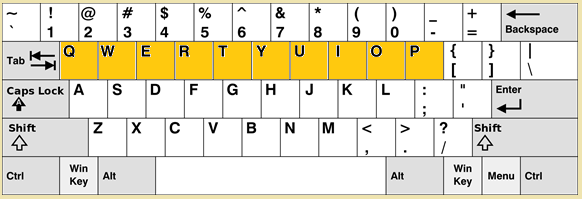 ~ ! @ # $ % ^ & * ( ) _ +
` 1 2 3 4 5 6 7 8 9 0 - = Backspace
Tab Q W E R T Y U I O P { } |
[ ] \
Caps Lock A S D F G H J K L : " Enter
; '
Shift Z X C V B N M < > ? Shift
, . /
Ctrl Win Key Alt Alt Win Key Menu Ctrl